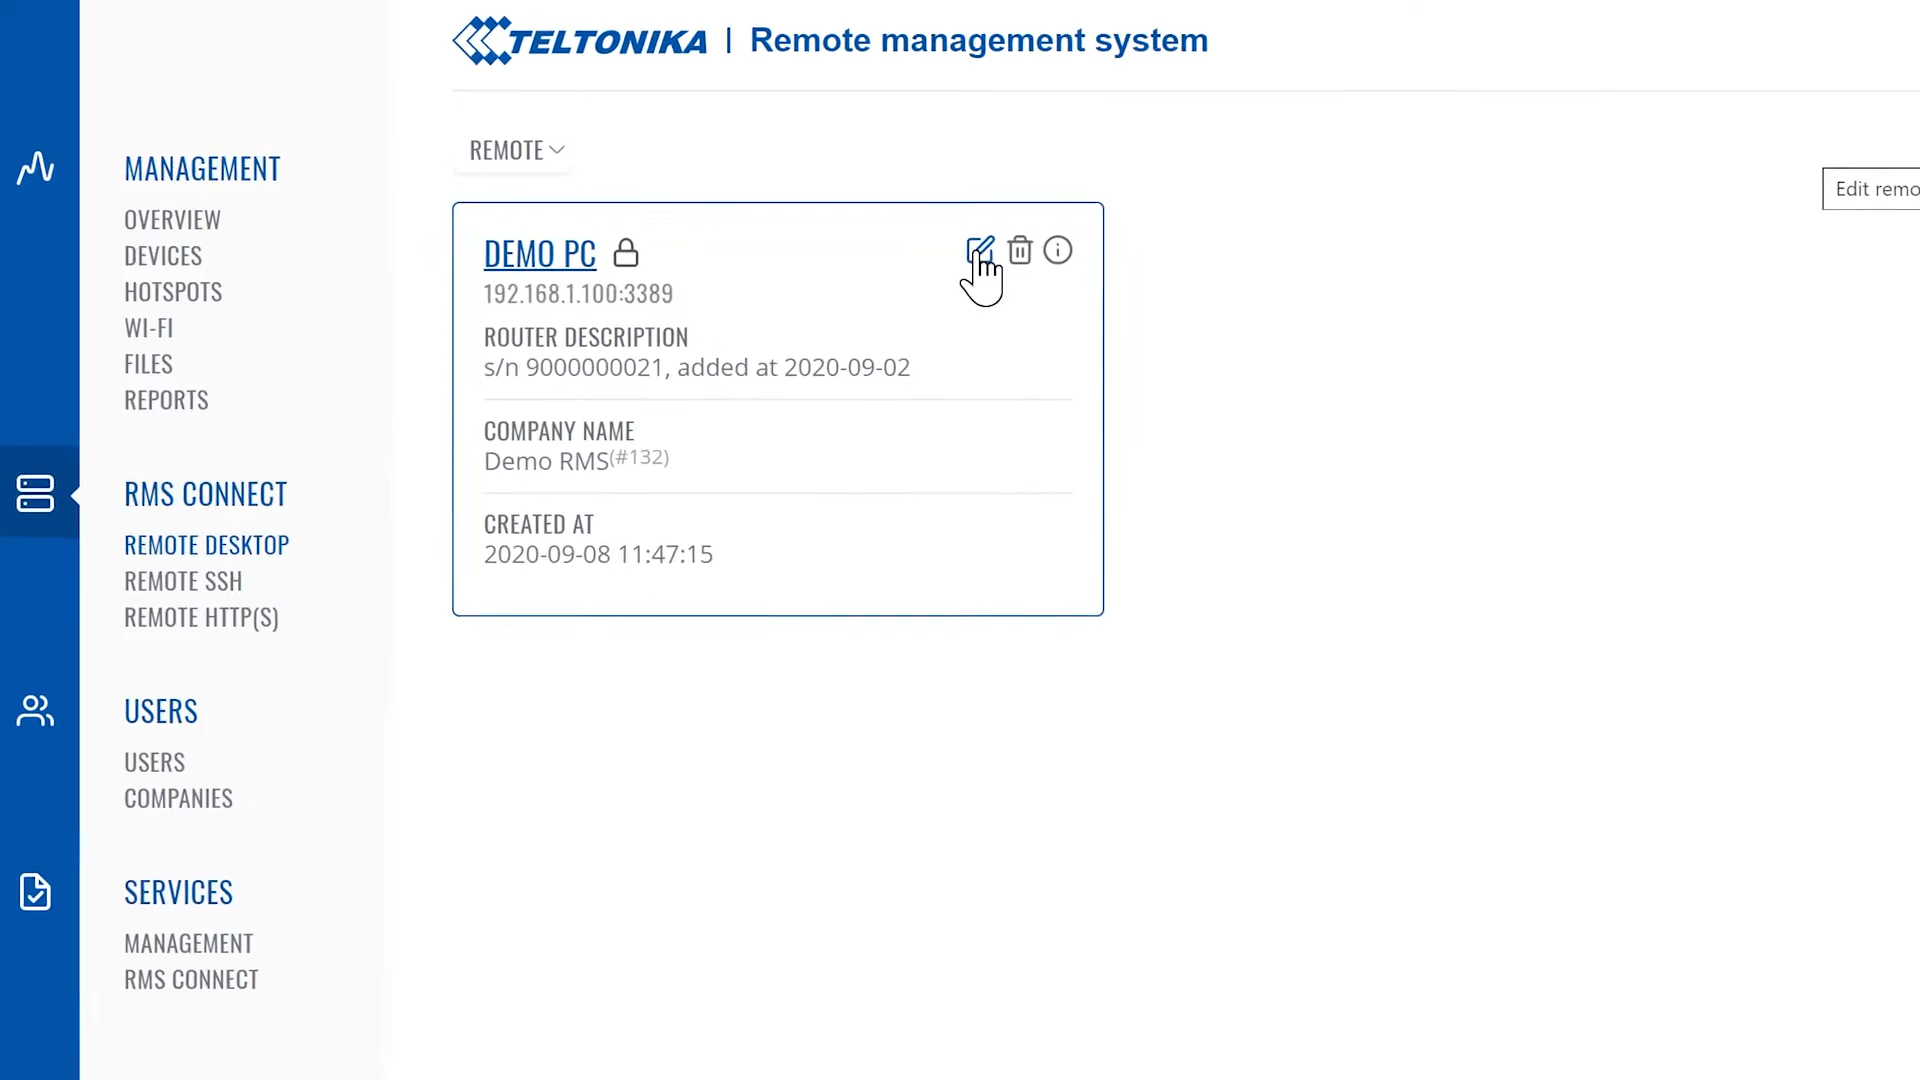 TELTONIKA | Remote management system
REMOTE
Edit remo
MANAGEMENT
OVERVIEW
DEVICES
HOTSPOTS
WI-FI
FILES
REPORTS
RMS CONNECT
REMOTE DESKTOP
REMOTE SSH
REMOTE HTTP(S)
USERS
USERS
COMPANIES
SERVICES
MANAGEMENT
RMS CONNECT
DEMO PC
192.168.1.100:3389
ROUTER DESCRIPTION
s/n 9000000021, added at 2020-09-02
COMPANY NAME
Demo RMS(#132)
CREATED AT
2020-09-08 11:47:15